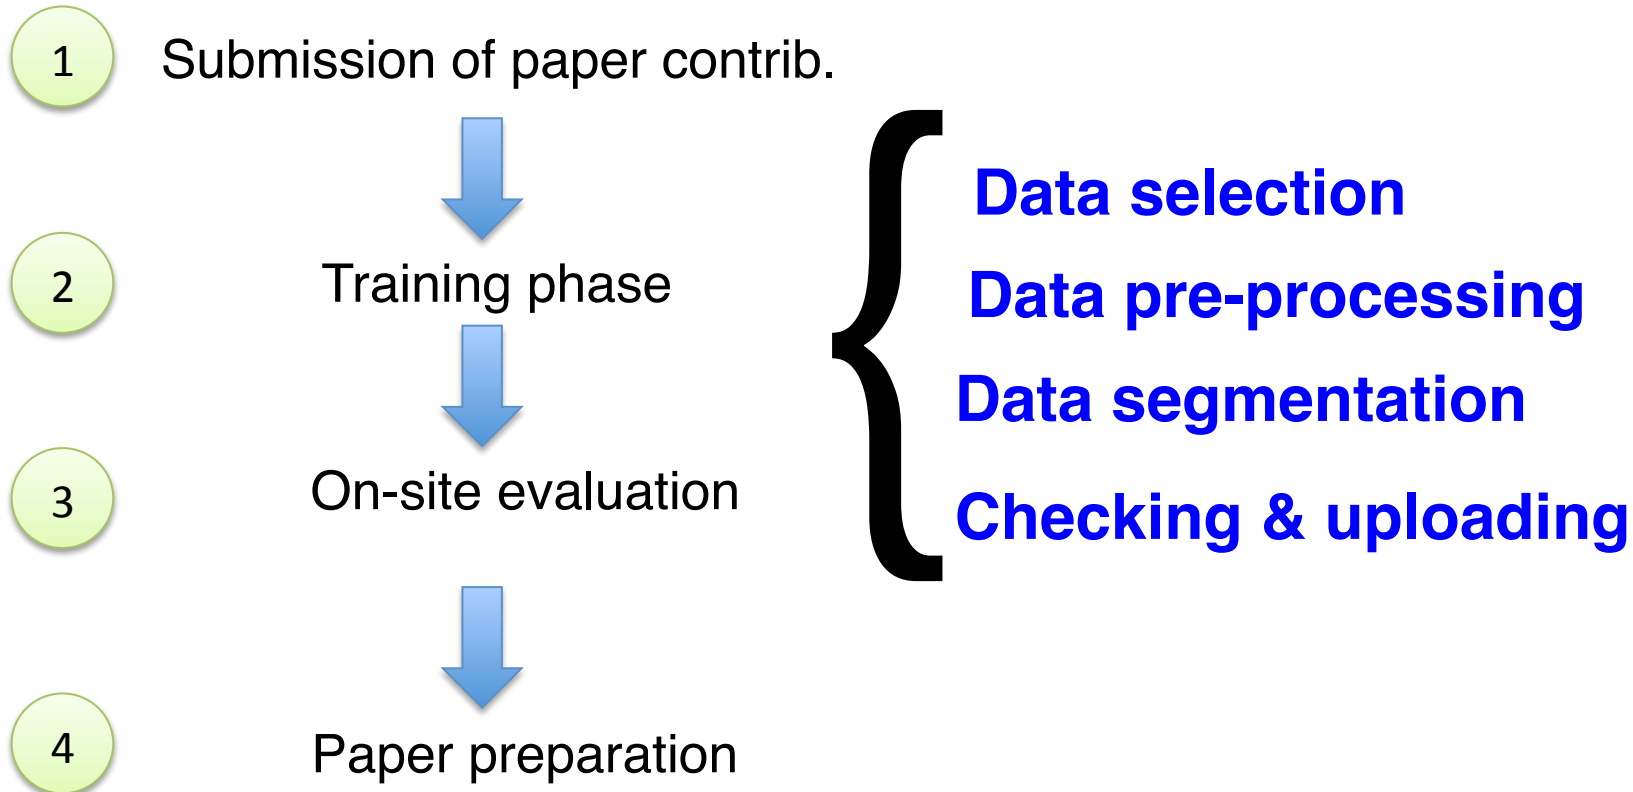 1 Submission of paper contrib.
2 Training phase
3 On-site evaluation
4 Paper preparation
{
Data selection
Data pre-processing
Data segmentation
Checking & uploading